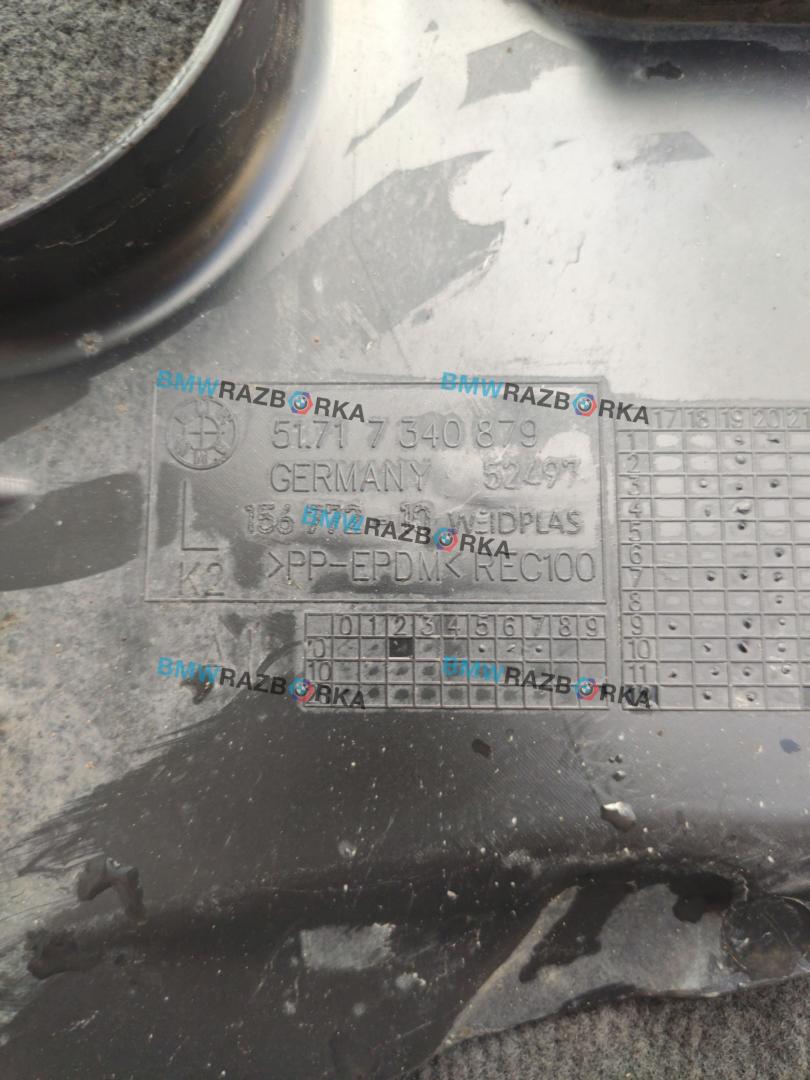 BMWRAZBORKA
BMWRAZBORKA
51.71 7 340 879
GERMANY 52497
L
BMWRAZBORKA
WEIDPLAS
K2 >PP-EPDM< REC100
17 18 19 20 21
1
2
3
4
5
6
7
8
9
10
11
0 1 2 3 4 5 6 7 8 9
0
10
BMWRAZBORKA
BMWRAZBORKA